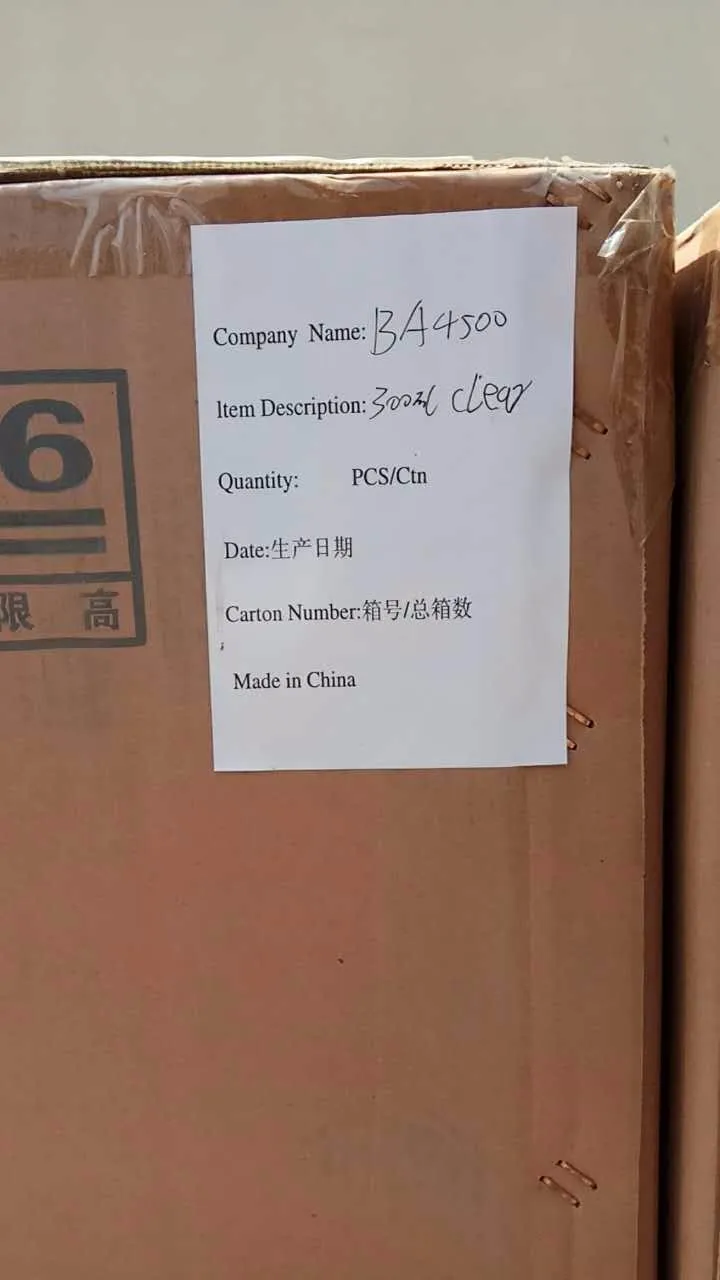 Company Name: BA4500
Item Description: 300ml clear
Quantity: PCS/Ctn
Date:生产日期
Carton Number:箱号/总箱数
Made in China
6
限 高